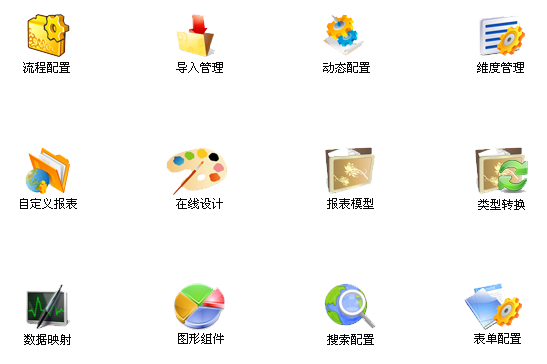 流程配置
导入管理
动态配置
维度管理
自定义报表
在线设计
报表模型
类型转换
数据映射
图形组件
搜索配置
表单配置